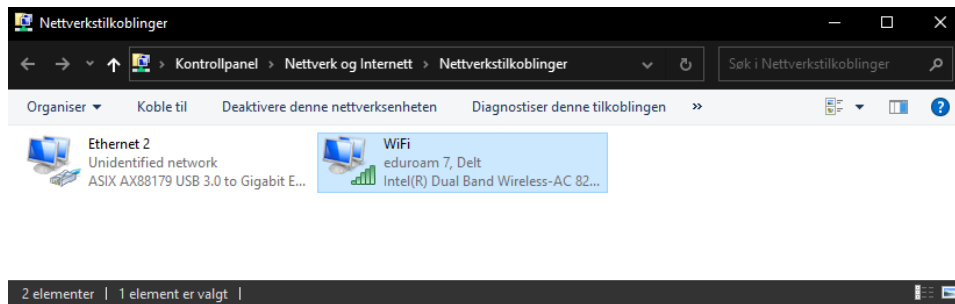 Nettverkstilkoblinger
Kontrollpanel > Nettverk og Internett > Nettverkstilkoblinger
Søk i Nettverkstilkoblinger
Organiser Koble til Deaktivere denne nettverksenheten Diagnostiser denne tilkoblingen »
Ethernet 2
Unidentified network
ASIX AX88179 USB 3.0 to Gigabit E...
WiFi
eduroam 7, Delt
Intel(R) Dual Band Wireless-AC 82...
2 elementer | 1 element er valgt |